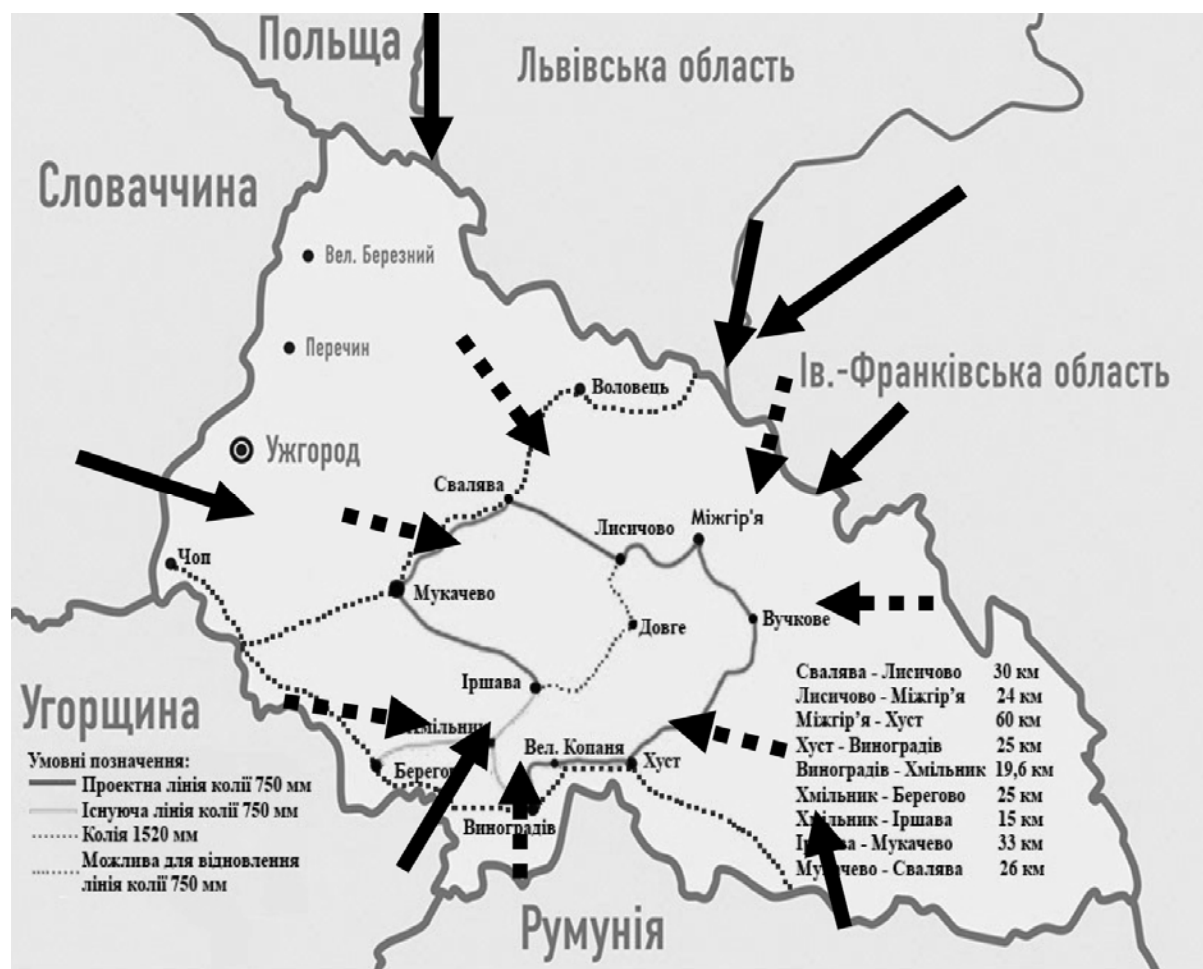 Польща
Львівська область
Словаччина
Вел. Березний
Перечин
Ів.-Франківська область
Воловець
Ужгород
Свалява
Міжгір'я
Лисичово
Чоп
Мукачево
Вучкове
Довге
Іршава
Угорщина
Хмільник
Вел. Копаня
Хуст
Берегово
Виноградів
Умовні позначення:
Проектна лінія колії 750 мм
Існуюча лінія колії 750 мм
Колія 1520 мм
Можлива для відновлення
лінія колії 750 мм
Свалява - Лисичово 30 км
Лисичово - Міжгір’я 24 км
Міжгір’я - Хуст 60 км
Хуст - Виноградів 25 км
Виноградів - Хмільник 19,6 км
Хмільник - Берегово 25 км
Хмільник - Іршава 15 км
Іршава - Мукачево 33 км
Мукачево - Свалява 26 км
Румунія